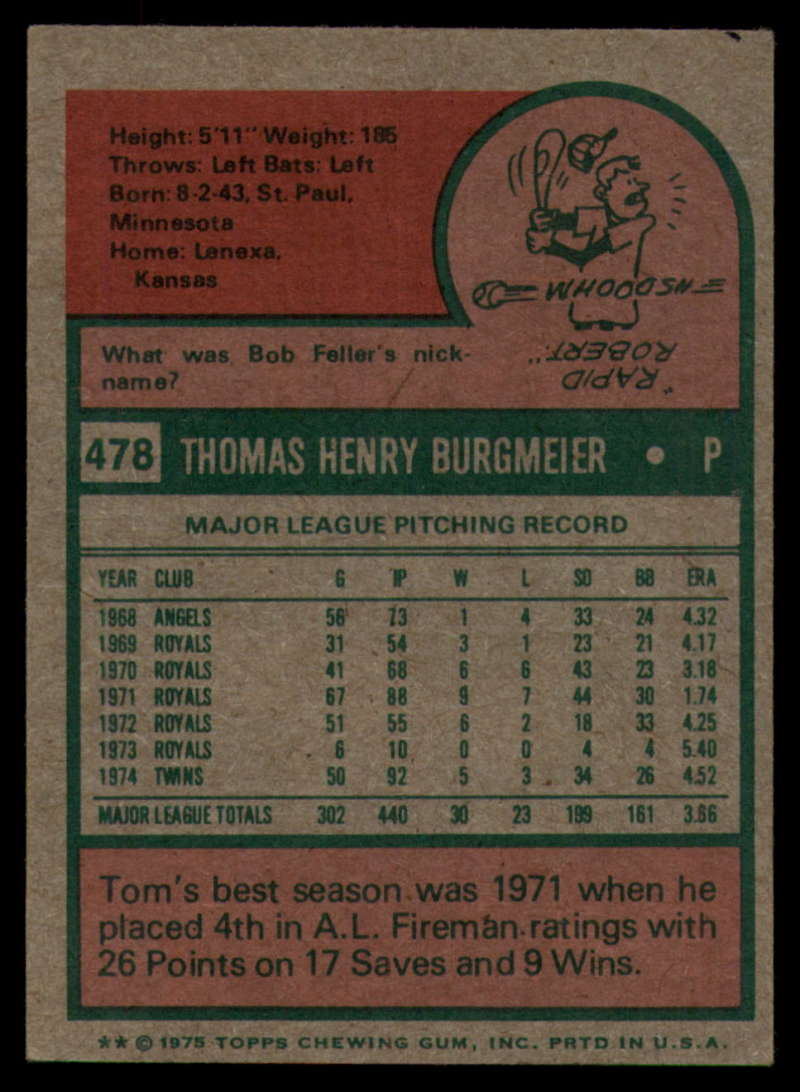 Height: 5'11" Weight: 185
Throws: Left Bats: Left
Born: 8-2-43, St. Paul,
Minnesota
Home: Lenexa,
Kansas
WHOOOSH
What was Bob Feller's nick-
name?
"RAPID
ROBERT."
478 THOMAS HENRY BURGMEIER • P
MAJOR LEAGUE PITCHING RECORD
YEAR CLUB G IP W L SO BB ERA
1968 ANGELS 56 73 1 4 33 24 4.32
1969 ROYALS 31 54 3 1 23 21 4.17
1970 ROYALS 41 68 6 6 43 23 3.18
1971 ROYALS 67 88 9 7 44 30 1.74
1972 ROYALS 51 55 6 2 18 33 4.25
1973 ROYALS 6 10 0 0 4 4 5.40
1974 TWINS 50 92 5 3 34 26 4.52
MAJOR LEAGUE TOTALS 302 440 30 23 199 161 3.66
Tom's best season was 1971 when he
placed 4th in A.L. Fireman ratings with
26 Points on 17 Saves and 9 Wins.
** © 1975 TOPPS CHEWING GUM, INC. PRTD IN U.S.A.